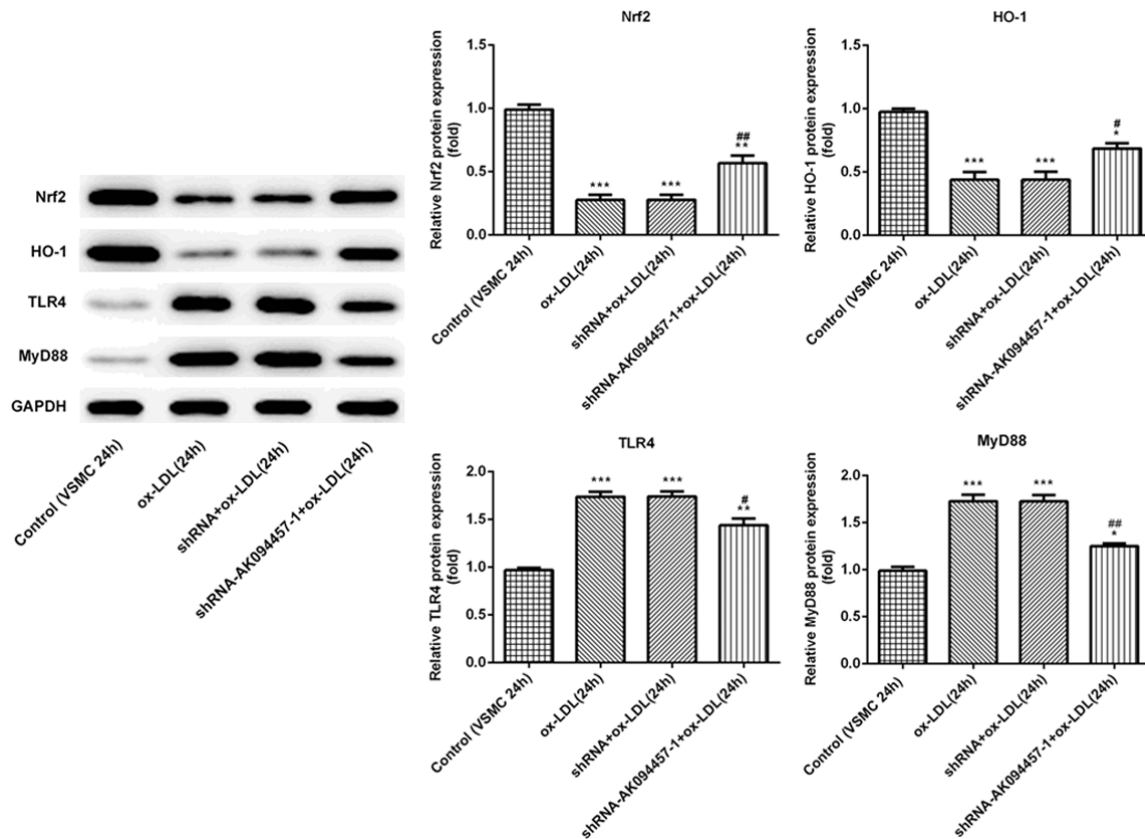 Nrf2
HO-1
TLR4
MyD88
GAPDH
Control (VSMC 24h)
ox-LDL(24h)
shRNA+ox-LDL(24h)
shRNA-AK094457-1+ox-LDL(24h)
Nrf2
Relative Nrf2 protein expression
(fold)
1.5
1.0
0.5
0.0
***
***
##
**
Control (VSMC 24h)
ox-LDL(24h)
shRNA+ox-LDL(24h)
shRNA-AK094457-1+ox-LDL(24h)
HO-1
Relative HO-1 protein expression
(fold)
1.5
1.0
0.5
0.0
***
***
#
*
Control (VSMC 24h)
ox-LDL(24h)
shRNA+ox-LDL(24h)
shRNA-AK094457-1+ox-LDL(24h)
TLR4
Relative TLR4 protein expression
(fold)
2.0
1.5
1.0
0.5
0.0
***
***
#
**
Control (VSMC 24h)
ox-LDL(24h)
shRNA+ox-LDL(24h)
shRNA-AK094457-1+ox-LDL(24h)
MyD88
Relative MyD88 protein expression
(fold)
2.0
1.5
1.0
0.5
0.0
***
***
##
*
Control (VSMC 24h)
ox-LDL(24h)
shRNA+ox-LDL(24h)
shRNA-AK094457-1+ox-LDL(24h)